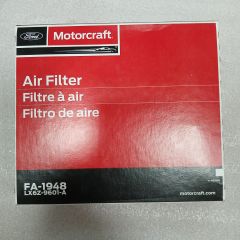 Ford
Motorcraft
Air Filter
Filtre à air
Filtro de aire
FA-1948
LX6Z-9601-A
motorcraft.com